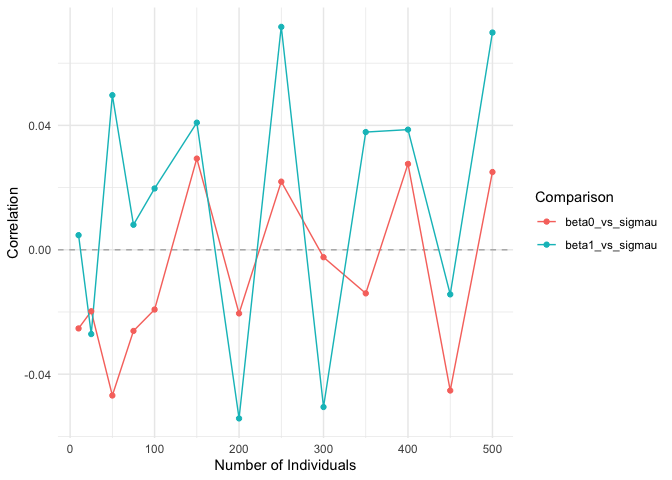 Correlation
0.04
0.00
-0.04
0
100
200
300
400
500
Number of Individuals
Comparison
beta0_vs_sigmau
beta1_vs_sigmau